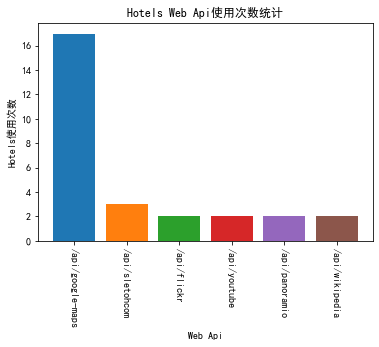 Hotels Web Api使用次数统计
Hotels使用次数
16
14
12
10
8
6
4
2
0
/api/google-maps
/api/sletohcom
/api/flickr
/api/youtube
/api/panoramio
/api/wikipedia
Web Api